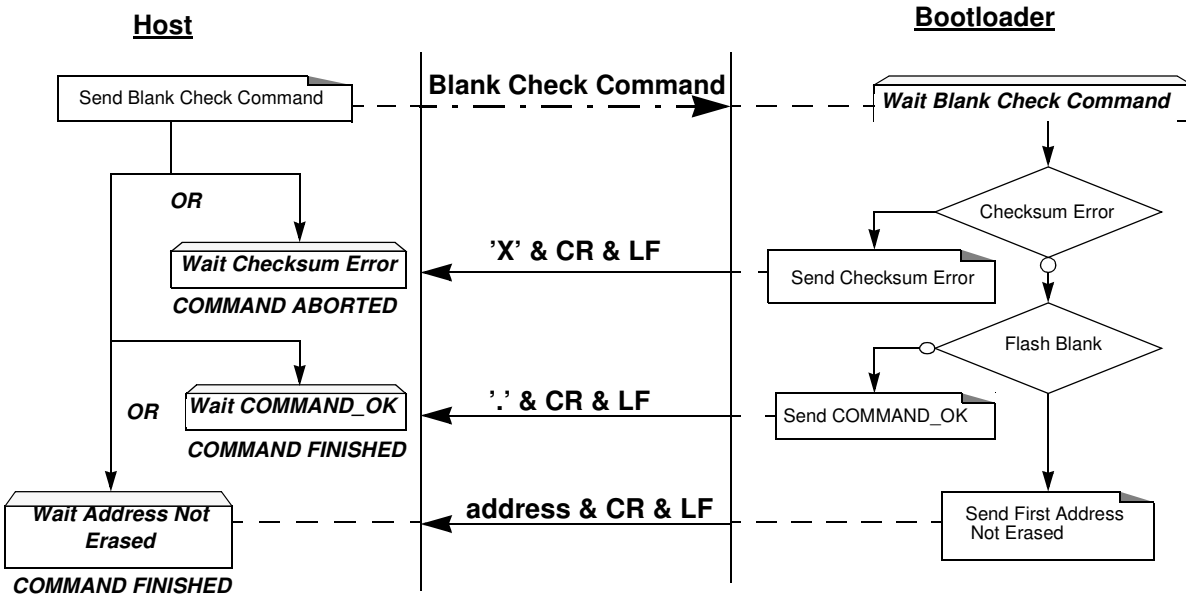 Host
Bootloader
Send Blank Check Command
Blank Check Command
Wait Blank Check Command
OR
Checksum Error
Wait Checksum Error
’X’ & CR & LF
Send Checksum Error
COMMAND ABORTED
Flash Blank
OR
Wait COMMAND_OK
’.’ & CR & LF
Send COMMAND_OK
COMMAND FINISHED
Wait Address Not
Erased
address & CR & LF
Send First Address
Not Erased
COMMAND FINISHED